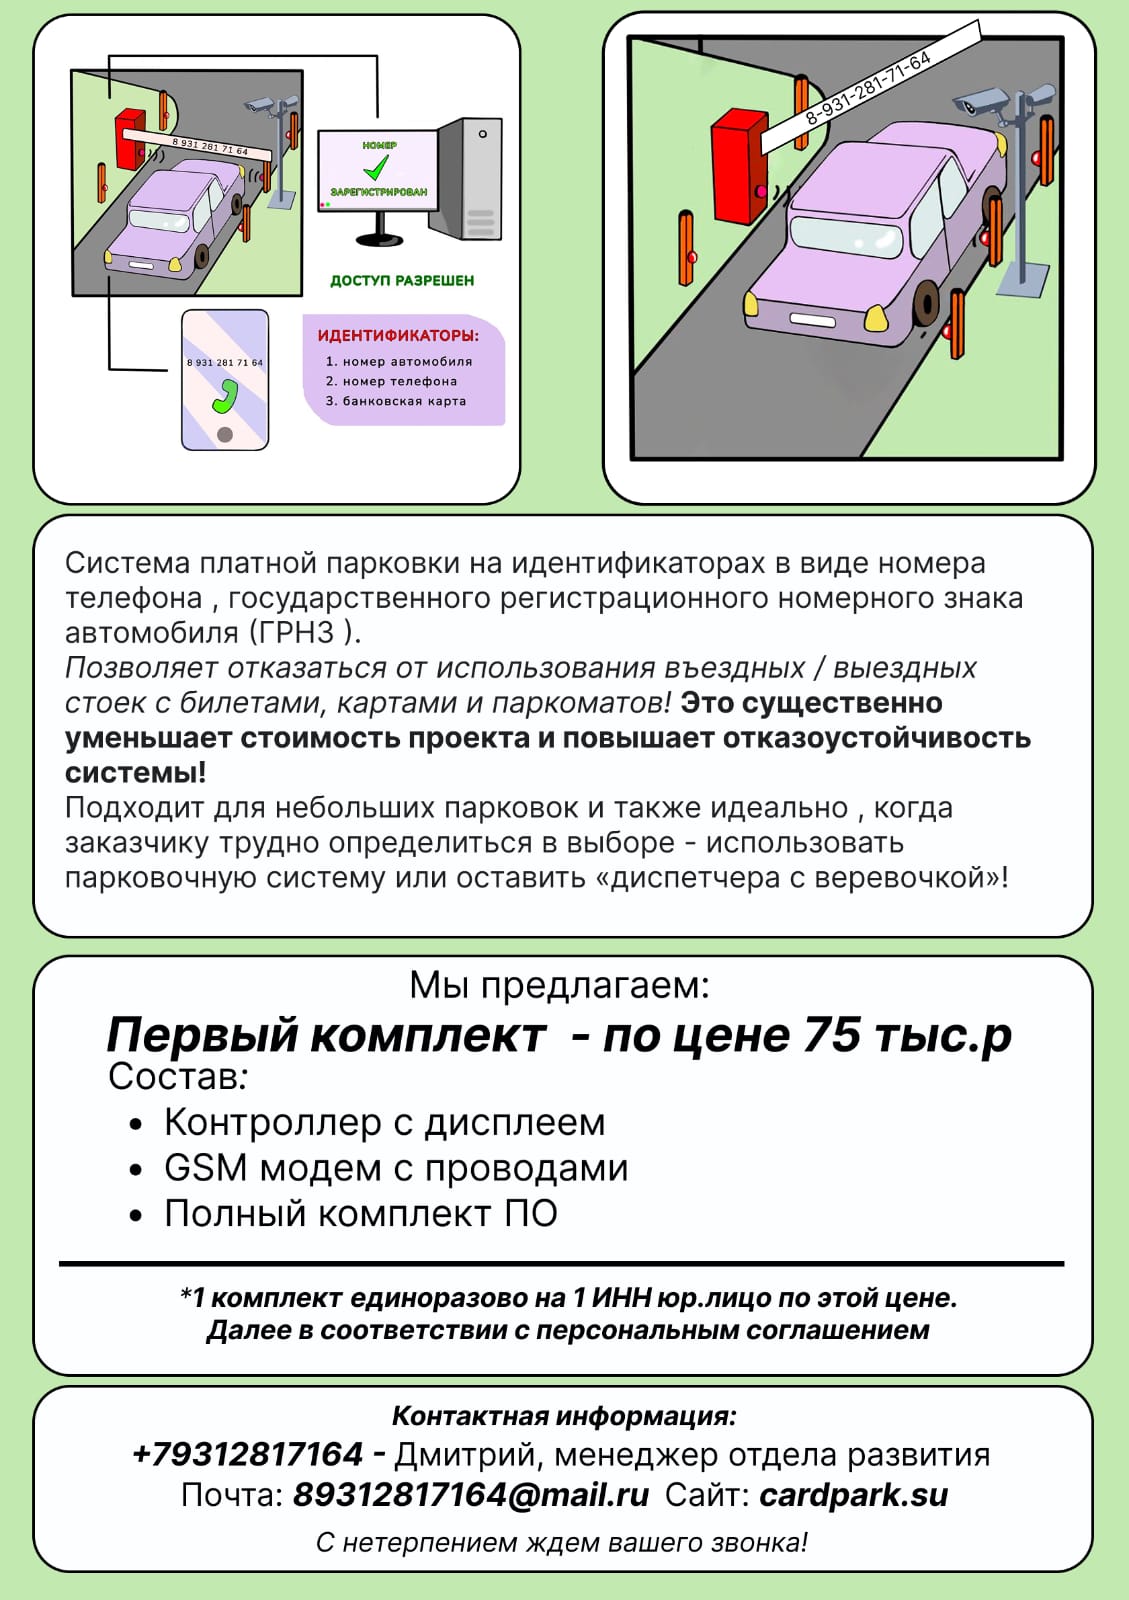 8 931 281 71 64
НОМЕР
ЗАРЕГИСТРИРОВАН
ДОСТУП РАЗРЕШЕН
8 931 281 71 64
ИДЕНТИФИКАТОРЫ:
1. номер автомобиля
2. номер телефона
3. банковская карта
8-931-281-71-64
Система платной парковки на идентификаторах в виде номера
телефона , государственного регистрационного номерного знака
автомобиля (ГРНЗ ).
Позволяет отказаться от использования въездных / выездных
стоек с билетами, картами и паркоматов! Это существенно
уменьшает стоимость проекта и повышает отказоустойчивость
системы!
Подходит для небольших парковок и также идеально , когда
заказчику трудно определиться в выборе - использовать
парковочную систему или оставить «диспетчера с веревочкой»!
Мы предлагаем:
Первый комплект - по цене 75 тыс.р
Состав:
• Контроллер с дисплеем
• GSM модем с проводами
• Полный комплект ПО
*1 комплект единоразово на 1 ИНН юр.лицо по этой цене.
Далее в соответствии с персональным соглашением
Контактная информация:
+79312817164 - Дмитрий, менеджер отдела развития
Почта: 89312817164@mail.ru Сайт: cardpark.su
С нетерпением ждем вашего звонка!